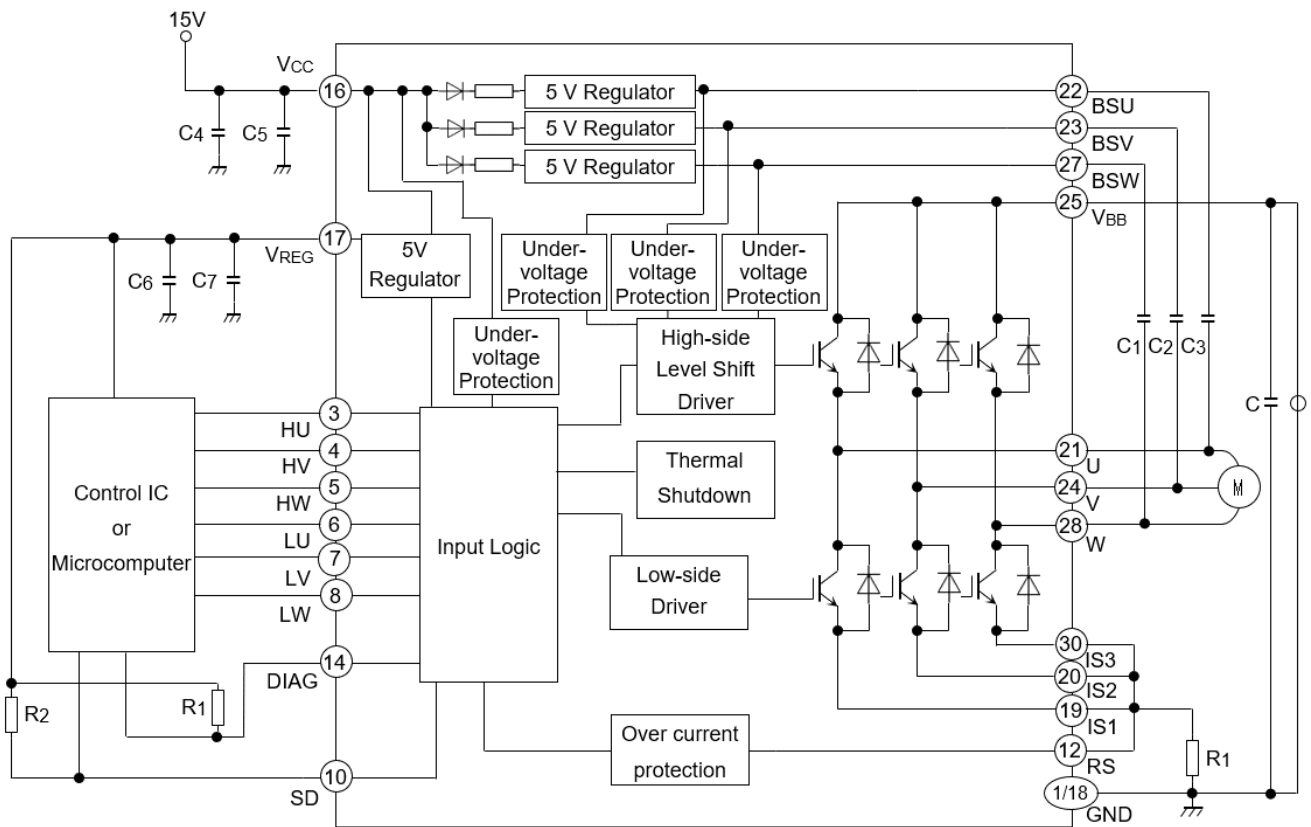 15V
VCC
16
5 V Regulator
22
BSU
C4
C5
5 V Regulator
23
BSV
5 V Regulator
27
BSW
25
VBB
17
VREG
5V
Regulator
Under-
voltage
Protection
Under-
voltage
Protection
Under-
voltage
Protection
C6
C7
Under-
voltage
Protection
High-side
Level Shift
Driver
C1
C2
C3
C
Control IC
or
Microcomputer
3
HU
4
HV
5
HW
6
LU
7
LV
8
LW
Input Logic
Thermal
Shutdown
Low-side
Driver
21
U
24
V
28
W
M
14
DIAG
30
IS3
20
IS2
19
IS1
R2
R1
Over current
protection
12
RS
R1
10
SD
1/18
GND